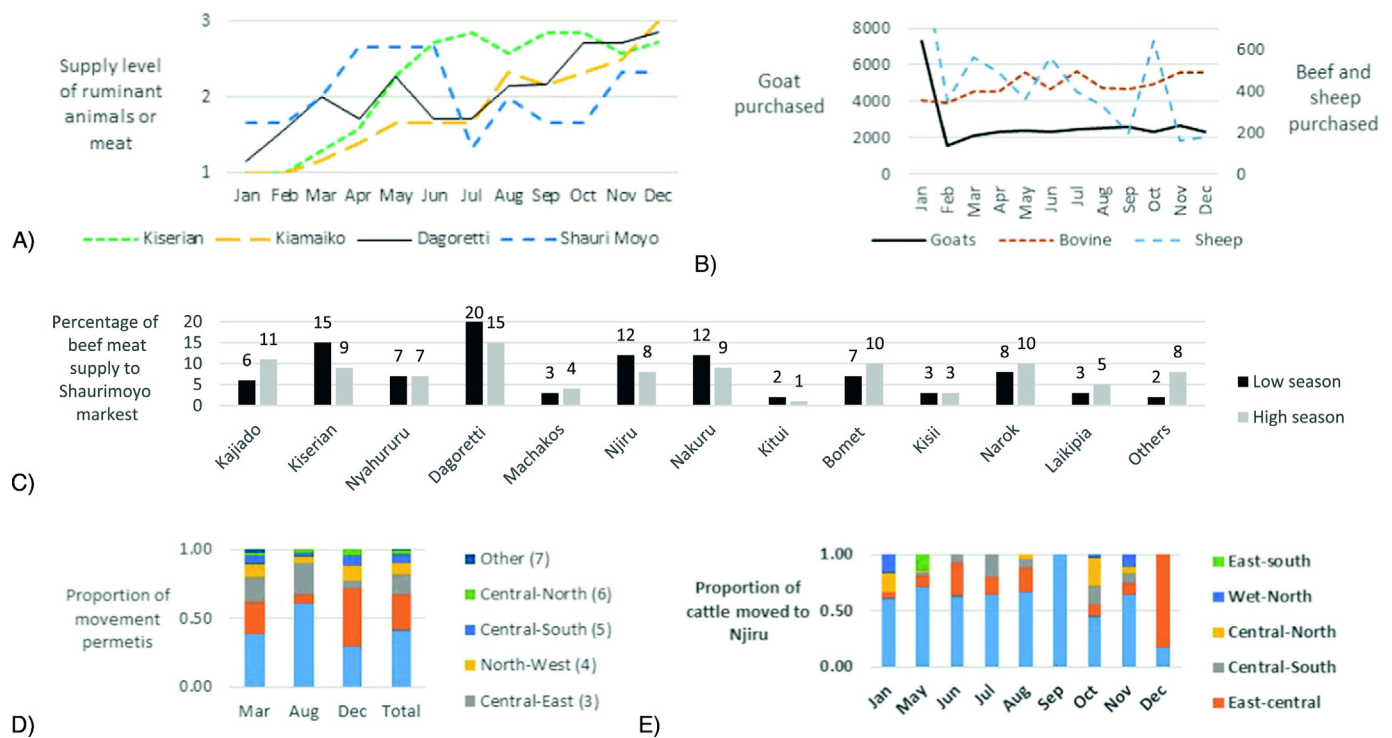 Supply level
of ruminant
animals or
meat
3
2
1
Jan Feb Mar Apr May Jun Jul Aug Sep Oct Nov Dec
Kiserian Kiamaiko Dagoretti Shauri Moyo
A)
Goat
purchased
8000
6000
4000
2000
0
600
400
200
0
Beef and
sheep
purchased
Jan Feb Mar Apr May Jun Jul Aug Sep Oct Nov Dec
Goats Bovine Sheep
B)
Percentage of
beef meat
supply to
Shaurimoyo
markest
20
15
10
5
0
6 11 15 9 7 7 20 15 3 4 12 8 12 9 2 1 7 10 3 3 8 10 3 5 2 8
Low season
High season
Kajiado Kiserian Nyahururu Dagoretti Machakos Njiru Nakuru Kitui Bomet Kisii Narok Laikipia Others
C)
Proportion of
movement
permetis
1.00
0.50
0.00
Mar Aug Dec Total
Other (7)
Central-North (6)
Central-South (5)
North-West (4)
Central-East (3)
D)
Proportion of
cattle moved to
Njiru
1.00
0.50
0.00
Jan May Jun Jul Aug Sep Oct Nov Dec
East-south
Wet-North
Central-North
Central-South
East-central
E)